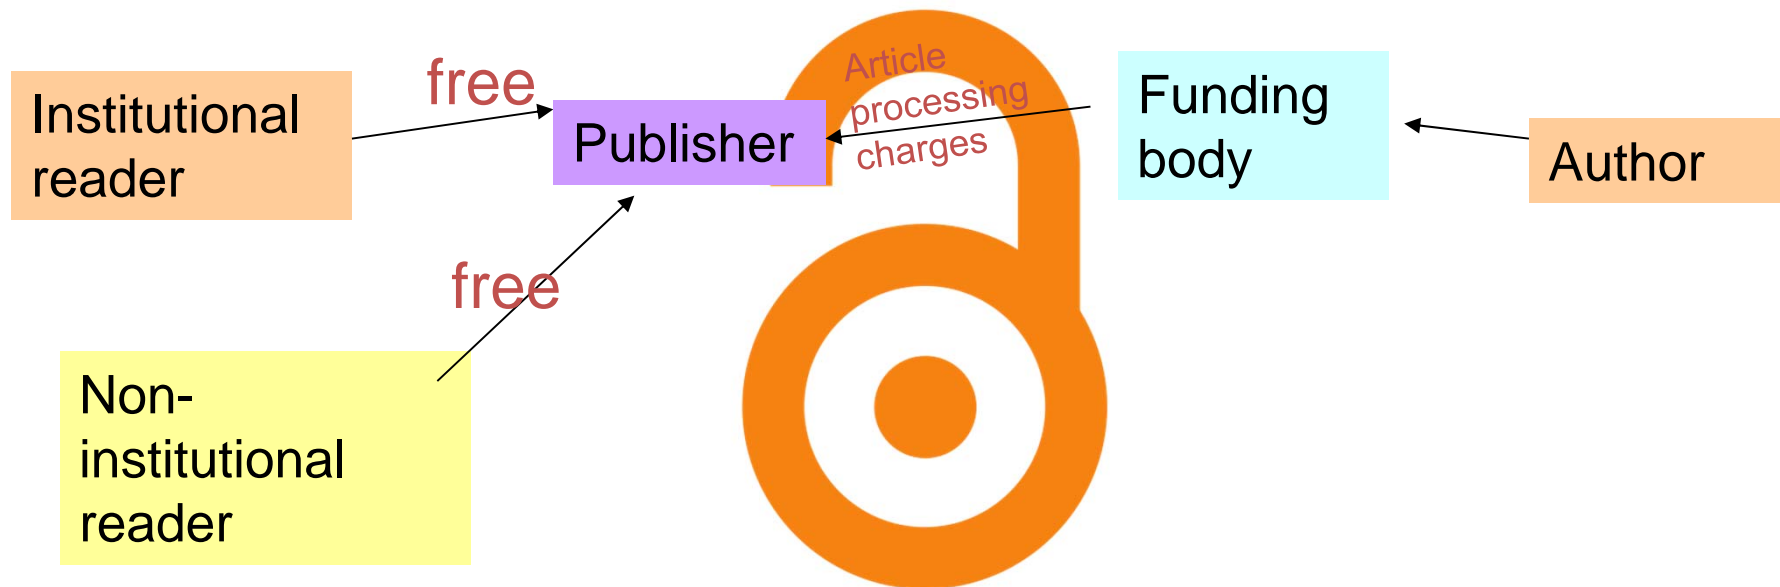 Institutional
reader
free
Publisher
Article
processing
charges
Funding
body
Author
free
Non-
institutional
reader